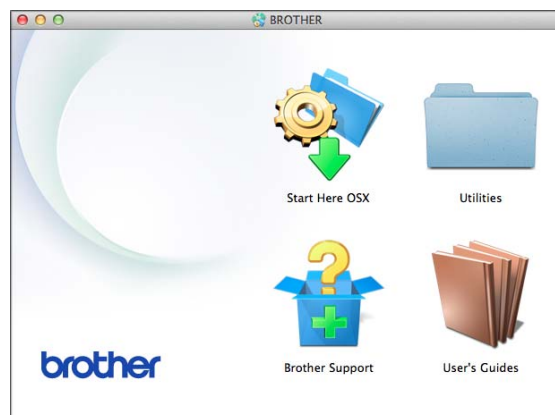 BROTHER
Start Here OSX
Utilities
Brother Support
User's Guides
brother